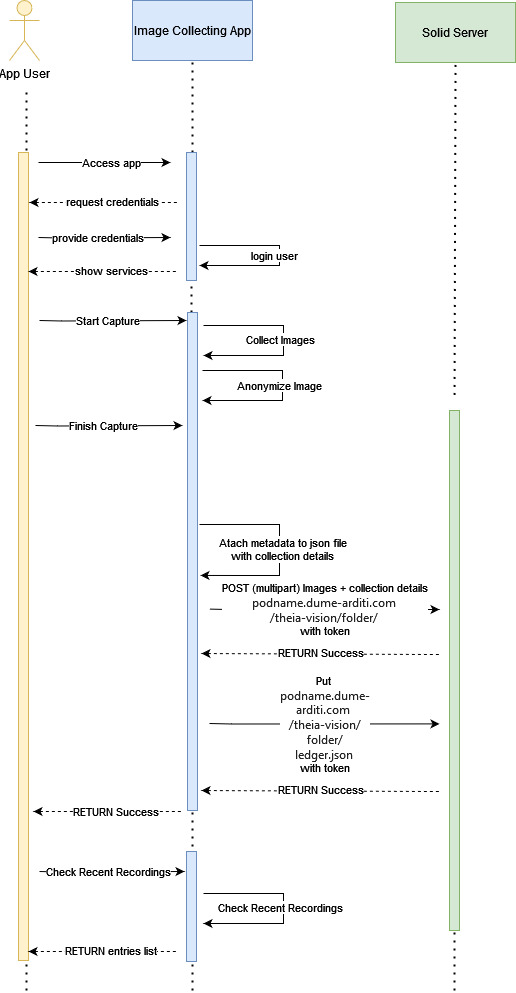 Image Collecting App
Solid Server
App User
Access app
request credentials
provide credentials
login user
show services
Start Capture
Collect Images
Anonymize Image
Finish Capture
Atach metadata to json file
with collection details
POST (multipart) Images + collection details
podname.dume-arditi.com
/theia-vision/folder/
with token
RETURN Success
Put
podname.dume-
arditi.com
/theia-vision/
folder/
ledger.json
with token
RETURN Success
RETURN Success
Check Recent Recordings
Check Recent Recordings
RETURN entries list